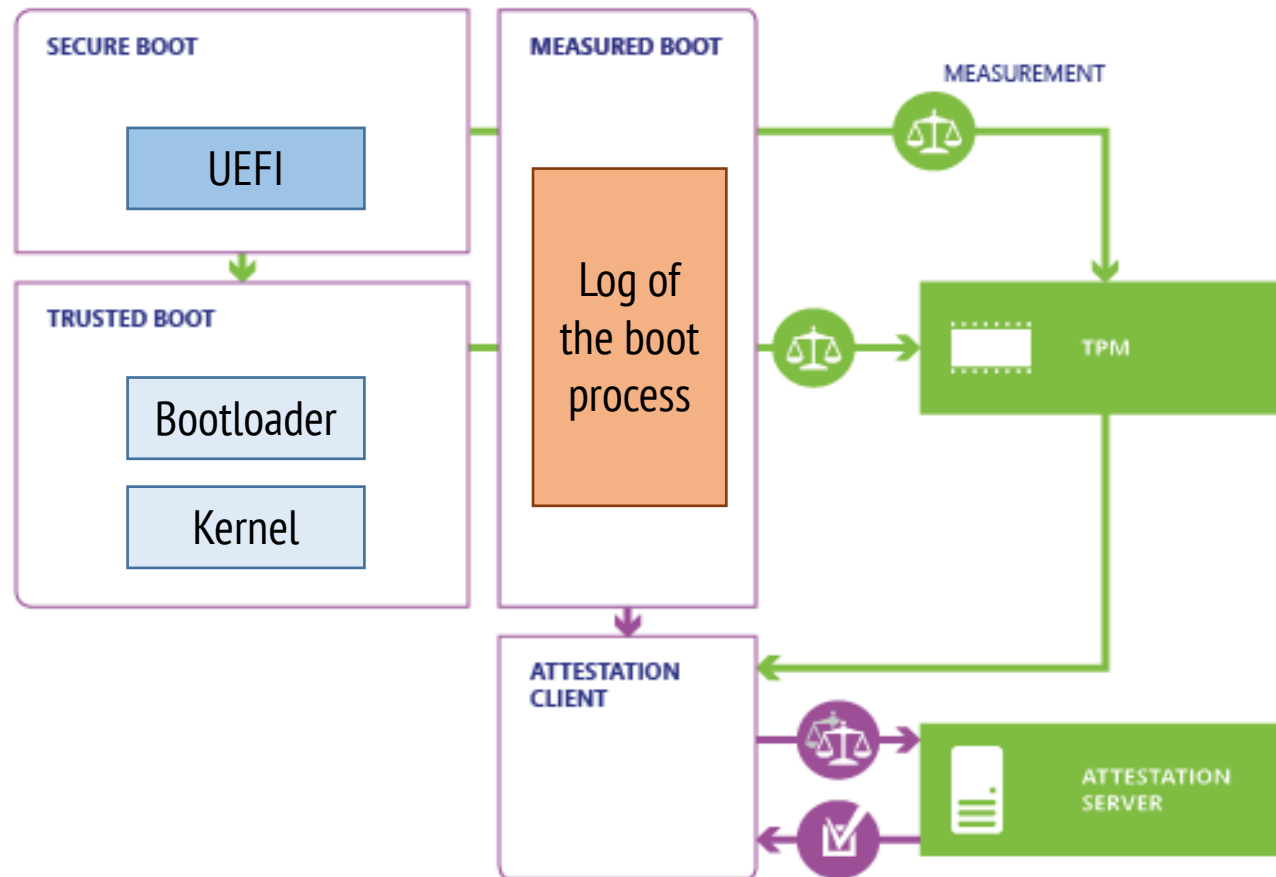 SECURE BOOT
UEFI
TRUSTED BOOT
Bootloader
Kernel
MEASURED BOOT
Log of
the boot
process
MEASUREMENT
TPM
ATTESTATION
CLIENT
ATTESTATION
SERVER